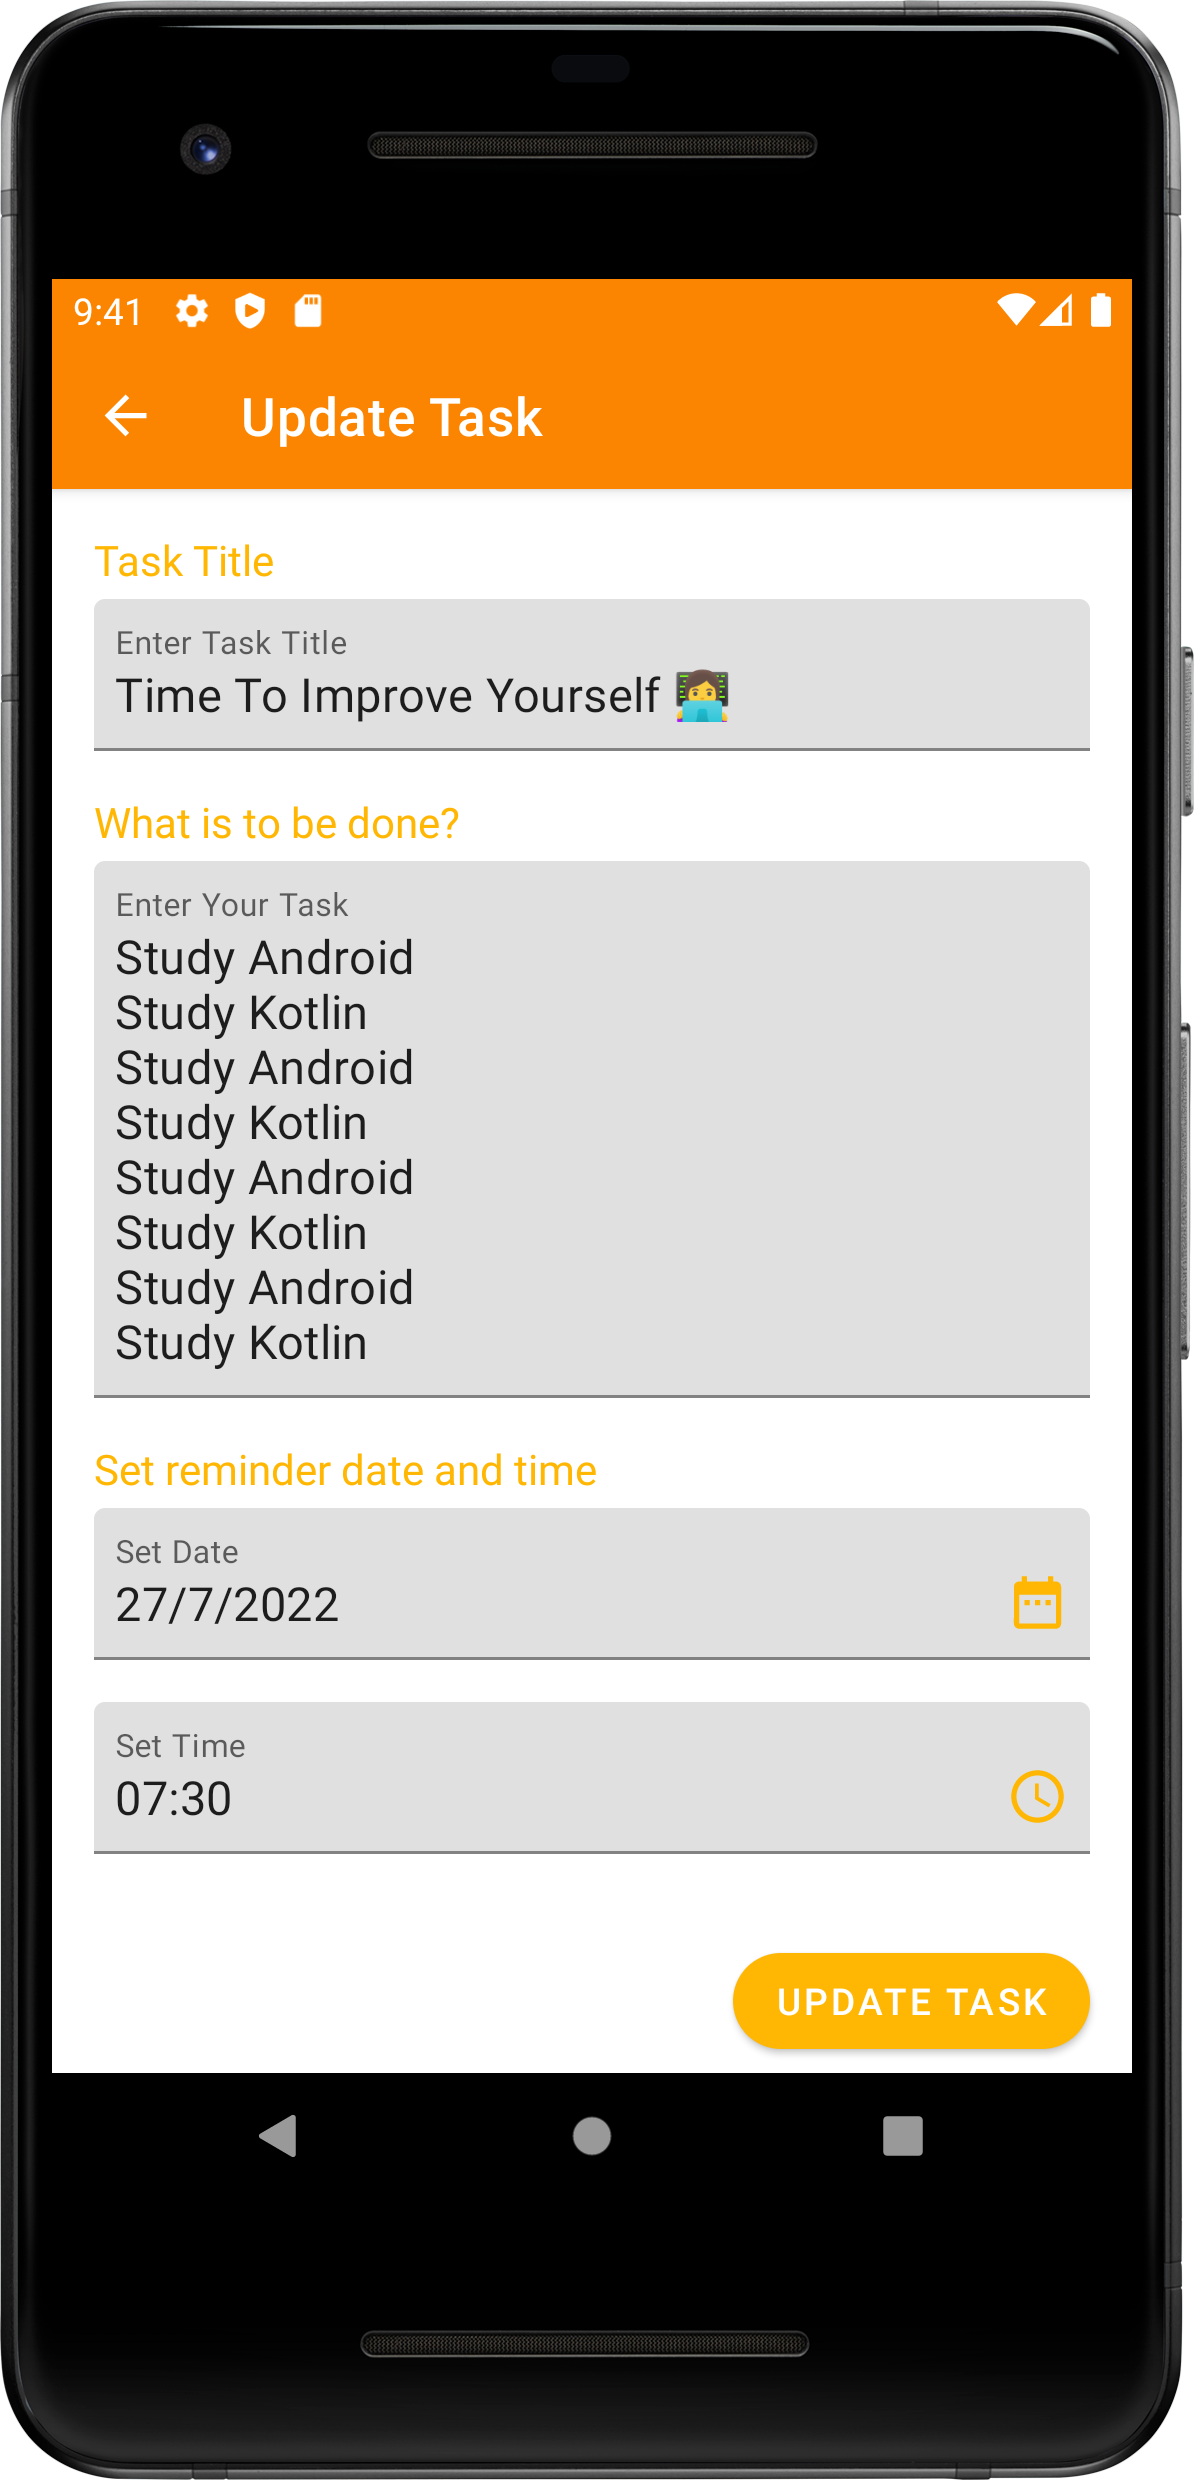 9:41
Update Task
Task Title
Enter Task Title
Time To Improve Yourself 👩‍💻
What is to be done?
Enter Your Task
Study Android
Study Kotlin
Study Android
Study Kotlin
Study Android
Study Kotlin
Study Android
Study Kotlin
Set reminder date and time
Set Date
27/7/2022
Set Time
07:30
UPDATE TASK